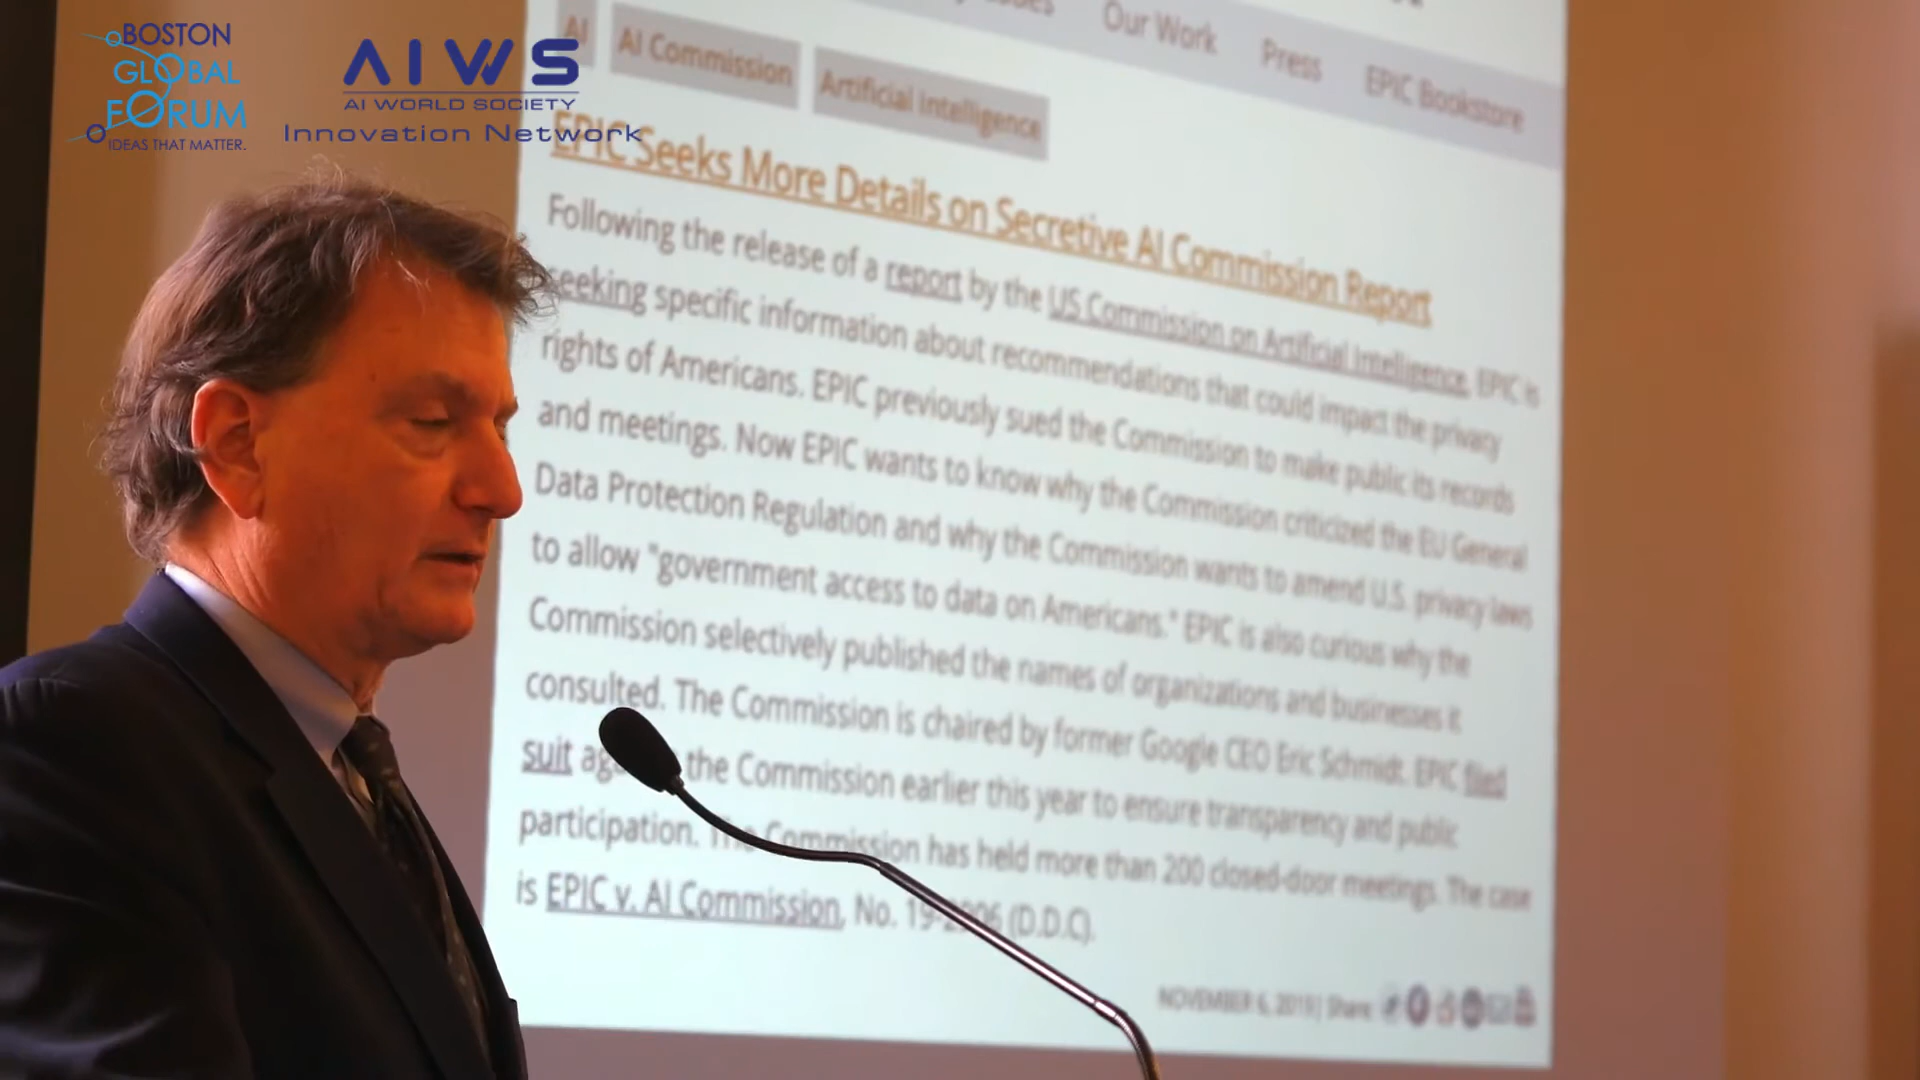 BOSTON
GLOBAL
FORUM
IDEAS THAT MATTER.
AIWS
AI WORLD SOCIETY
Innovation Network
Our Work
Press
EPIC Bookstore
AI
AI Commission
Artificial Intelligence
EPIC Seeks More Details on Secretive AI Commission Report
Following the release of a report by the US Commission on Artificial Intelligence, EPIC is
seeking specific information about recommendations that could impact the privacy
rights of Americans. EPIC previously sued the Commission to make public its records
and meetings. Now EPIC wants to know why the Commission criticized the EU General
Data Protection Regulation and why the Commission wants to amend U.S. privacy laws
to allow "government access to data on Americans." EPIC is also curious why the
Commission selectively published the names of organizations and businesses it
consulted. The Commission is chaired by former Google CEO Eric Schmidt. EPIC filed
suit the Commission earlier this year to ensure transparency and public
participation. The Commission has held more than 200 closed-door meetings. The case
is EPIC v. AI Commission, No. (D.D.C).
NOVEMBER 6, 2019 | Share: